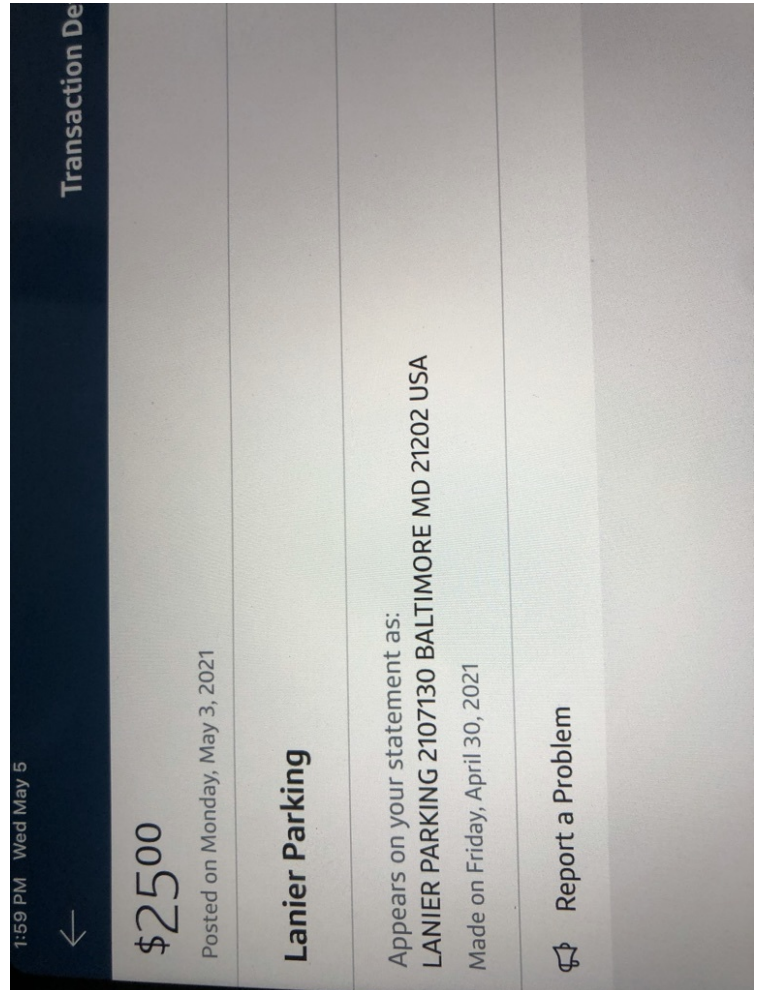 1:59 PM Wed May 5
Transaction De
$2500
Posted on Monday, May 3, 2021
Lanier Parking
Appears on your statement as:
LANIER PARKING 2107130 BALTIMORE MD 21202 USA
Made on Friday, April 30, 2021
Report a Problem